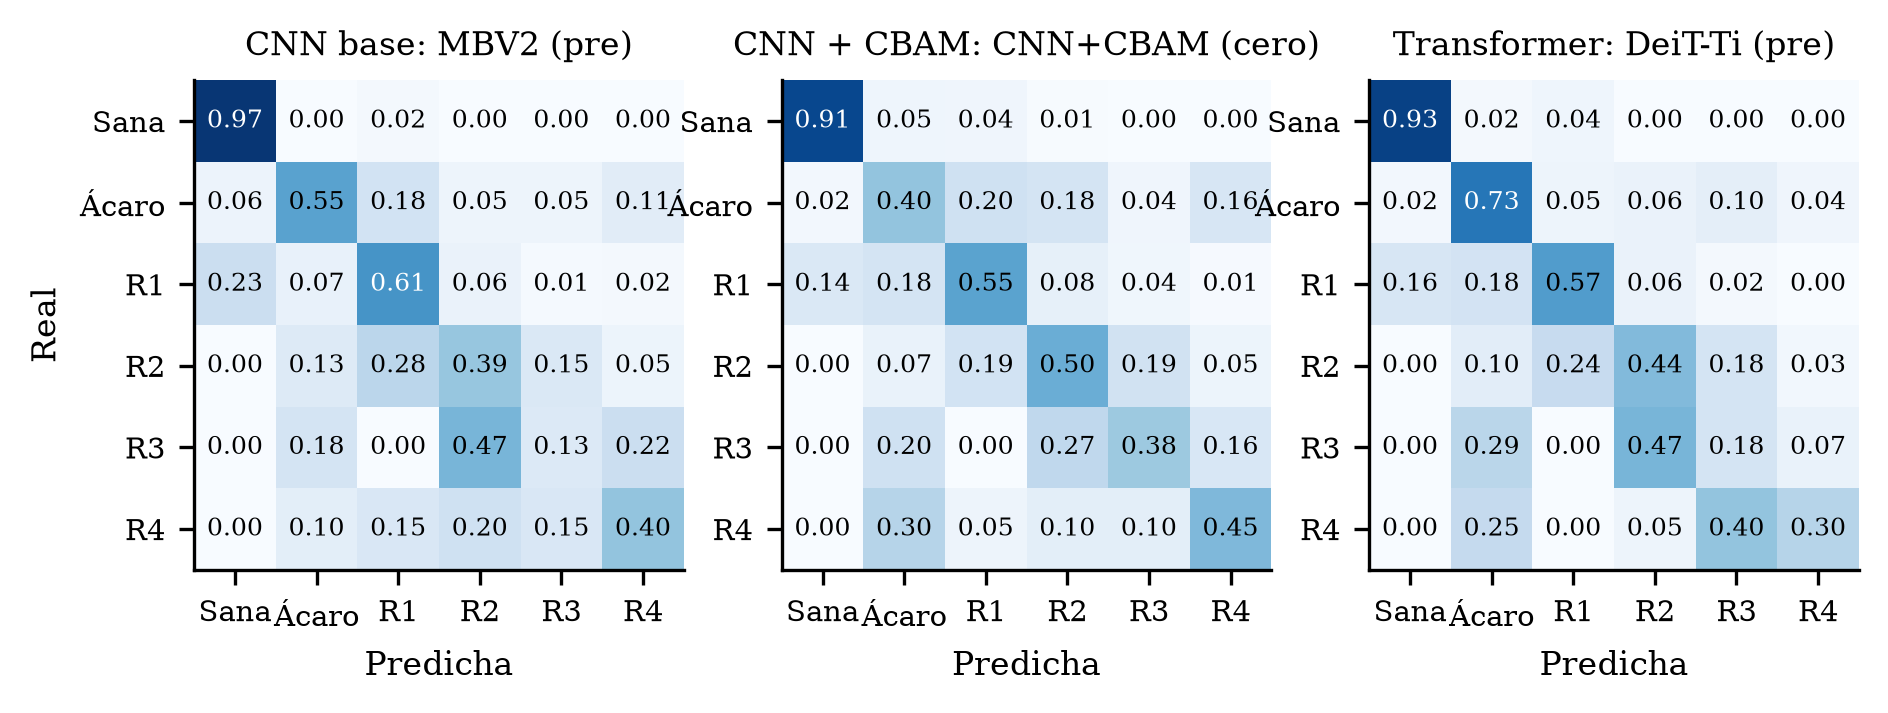 CNN base: MBV2 (pre)
CNN + CBAM: CNN+CBAM (cero)
Transformer: DeiT-Ti (pre)
Real
Sana 0.97 0.00 0.02 0.00 0.00 0.00
Ácaro 0.06 0.55 0.18 0.05 0.05 0.11
R1 0.23 0.07 0.61 0.06 0.01 0.02
R2 0.00 0.13 0.28 0.39 0.15 0.05
R3 0.00 0.18 0.00 0.47 0.13 0.22
R4 0.00 0.10 0.15 0.20 0.15 0.40
Sana Ácaro R1 R2 R3 R4
Predicha
Sana 0.91 0.05 0.04 0.01 0.00 0.00
Ácaro 0.02 0.40 0.20 0.18 0.04 0.16
R1 0.14 0.18 0.55 0.08 0.04 0.01
R2 0.00 0.07 0.19 0.50 0.19 0.05
R3 0.00 0.20 0.00 0.27 0.38 0.16
R4 0.00 0.30 0.05 0.10 0.10 0.45
Sana Ácaro R1 R2 R3 R4
Predicha
Sana 0.93 0.02 0.04 0.00 0.00 0.00
Ácaro 0.02 0.73 0.05 0.06 0.10 0.04
R1 0.16 0.18 0.57 0.06 0.02 0.00
R2 0.00 0.10 0.24 0.44 0.18 0.03
R3 0.00 0.29 0.00 0.47 0.18 0.07
R4 0.00 0.25 0.00 0.05 0.40 0.30
Sana Ácaro R1 R2 R3 R4
Predicha